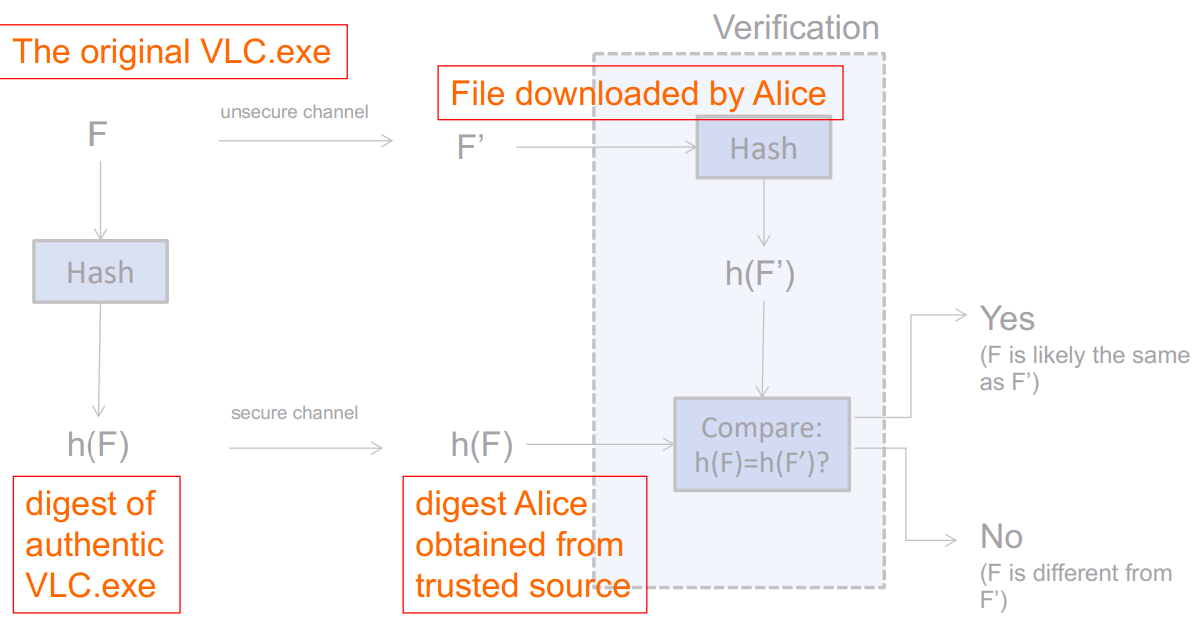 Verification
The original VLC.exe
File downloaded by Alice
unsecure channel
F
F’
Hash
Hash
h(F’)
Yes
(F is likely the same
as F’)
secure channel
h(F)
h(F)
Compare:
h(F)=h(F’)?
digest of
authentic
VLC.exe
digest Alice
obtained from
trusted source
No
(F is different from
F’)